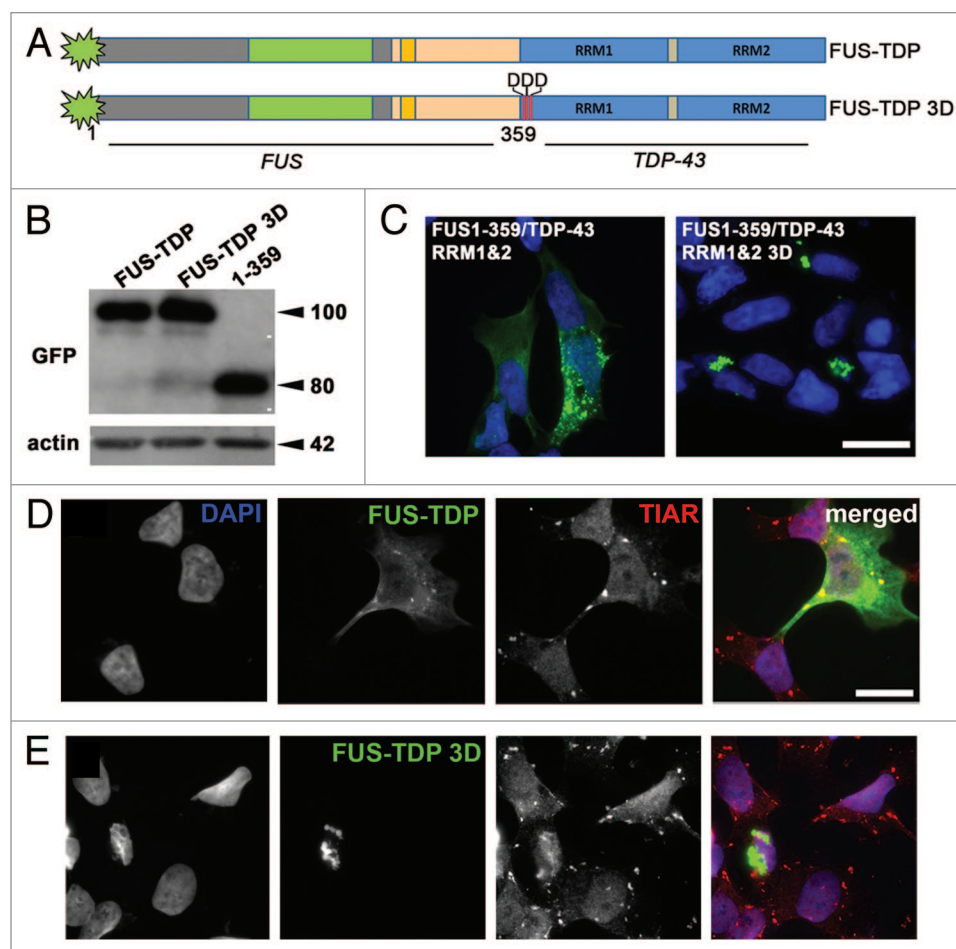 A
RRM1 RRM2 FUS-TDP
DDD
RRM1 RRM2 FUS-TDP 3D
1 359
FUS TDP-43
B
FUS-TDP
FUS-TDP 3D
1-359
GFP
100
80
actin
42
C
FUS1-359/TDP-43
RRM1&2
FUS1-359/TDP-43
RRM1&2 3D
D
DAPI
FUS-TDP
TIAR
merged
E
FUS-TDP 3D